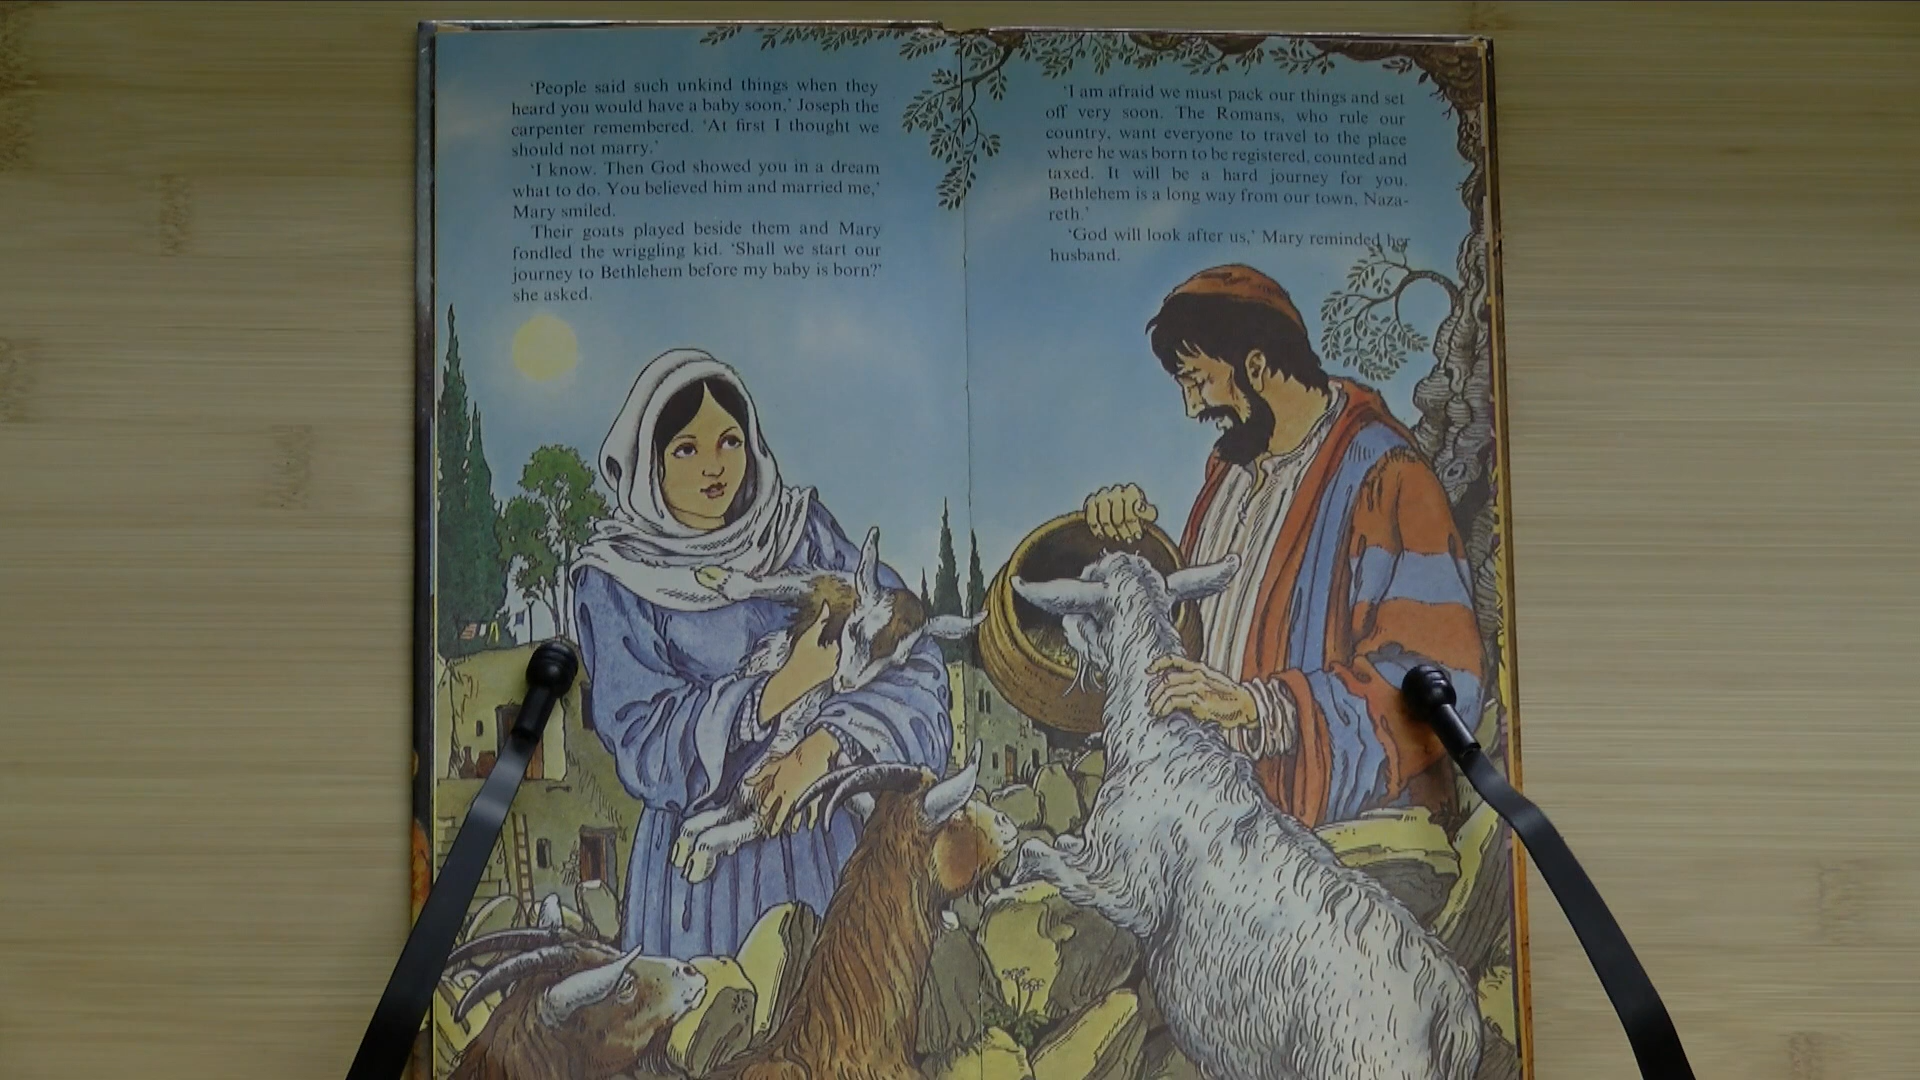 ‘People said such unkind things when they
heard you would have a baby soon,’ Joseph the
carpenter remembered. ‘At first I thought we
should not marry.’
‘I know. Then God showed you in a dream
what to do. You believed him and married me,’
Mary smiled.
Their goats played beside them and Mary
fondled the wriggling kid. ‘Shall we start our
journey to Bethlehem before my baby is born?’
she asked.
‘I am afraid we must pack our things and set
off very soon. The Romans, who rule our
country, want everyone to travel to the place
where he was born to be registered, counted and
taxed. It will be a hard journey for you.
Bethlehem is a long way from our town, Naza-
reth.’
‘God will look after us,’ Mary reminded her
husband.